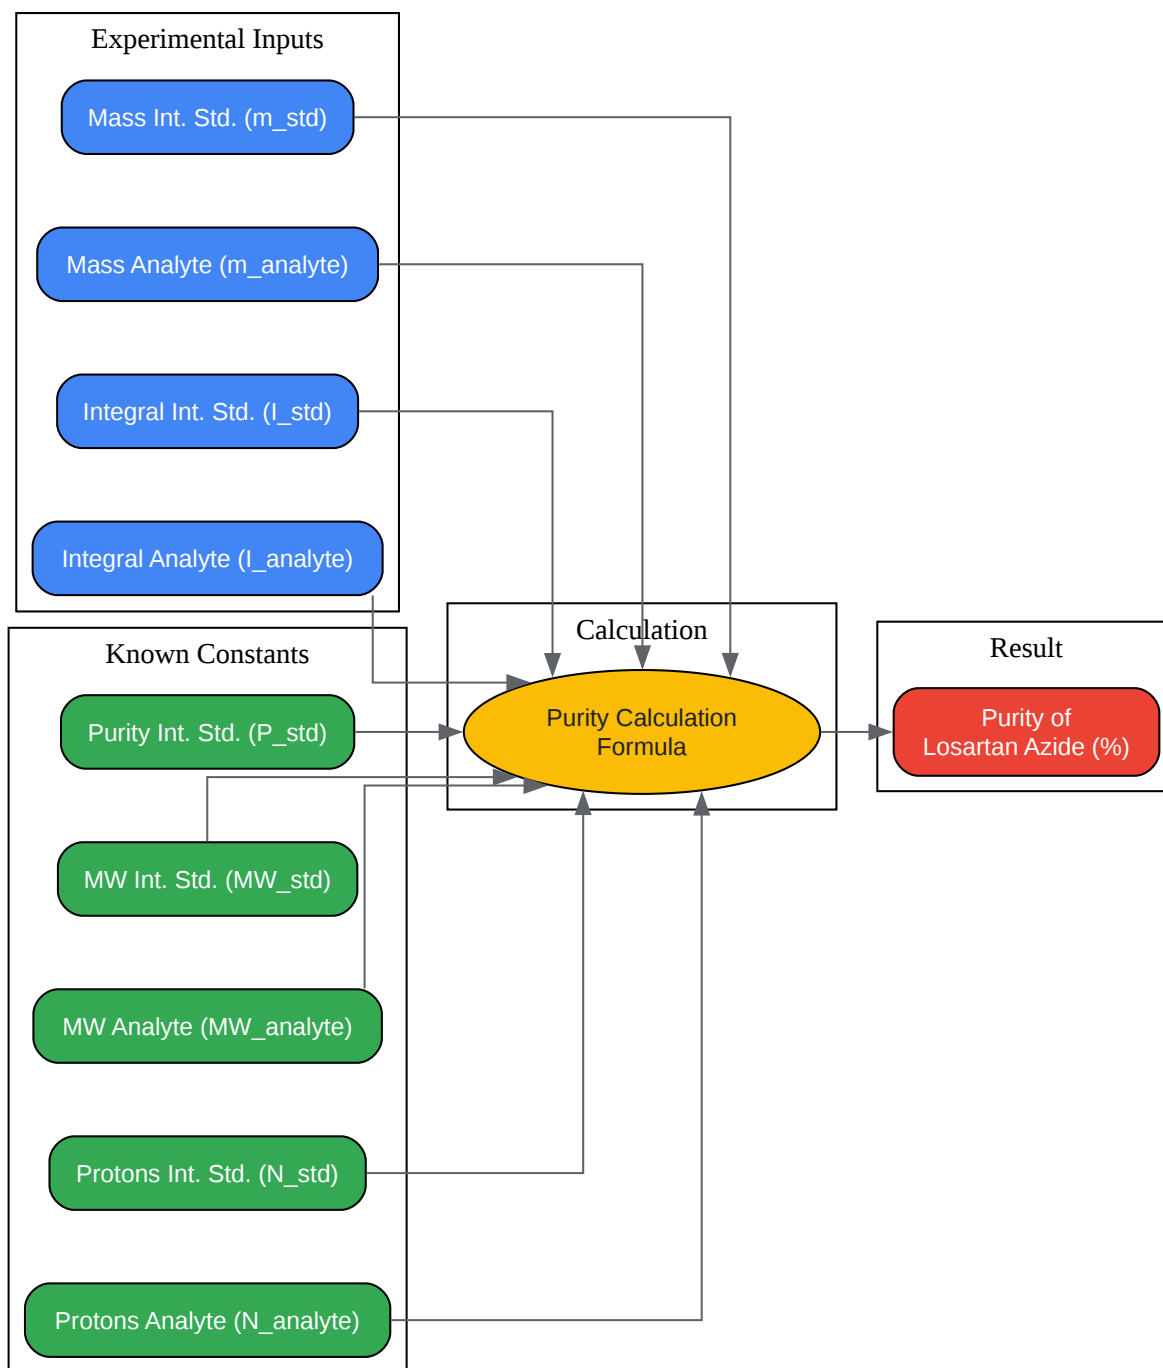 Experimental Inputs
Mass Int. Std. (m_std)
Mass Analyte (m_analyte)
Integral Int. Std. (I_std)
Integral Analyte (I_analyte)
Known Constants
Purity Int. Std. (P_std)
MW Int. Std. (MW_std)
MW Analyte (MW_analyte)
Protons Int. Std. (N_std)
Protons Analyte (N_analyte)
Calculation
Purity Calculation
Formula
Result
Purity of
Losartan Azide (%)